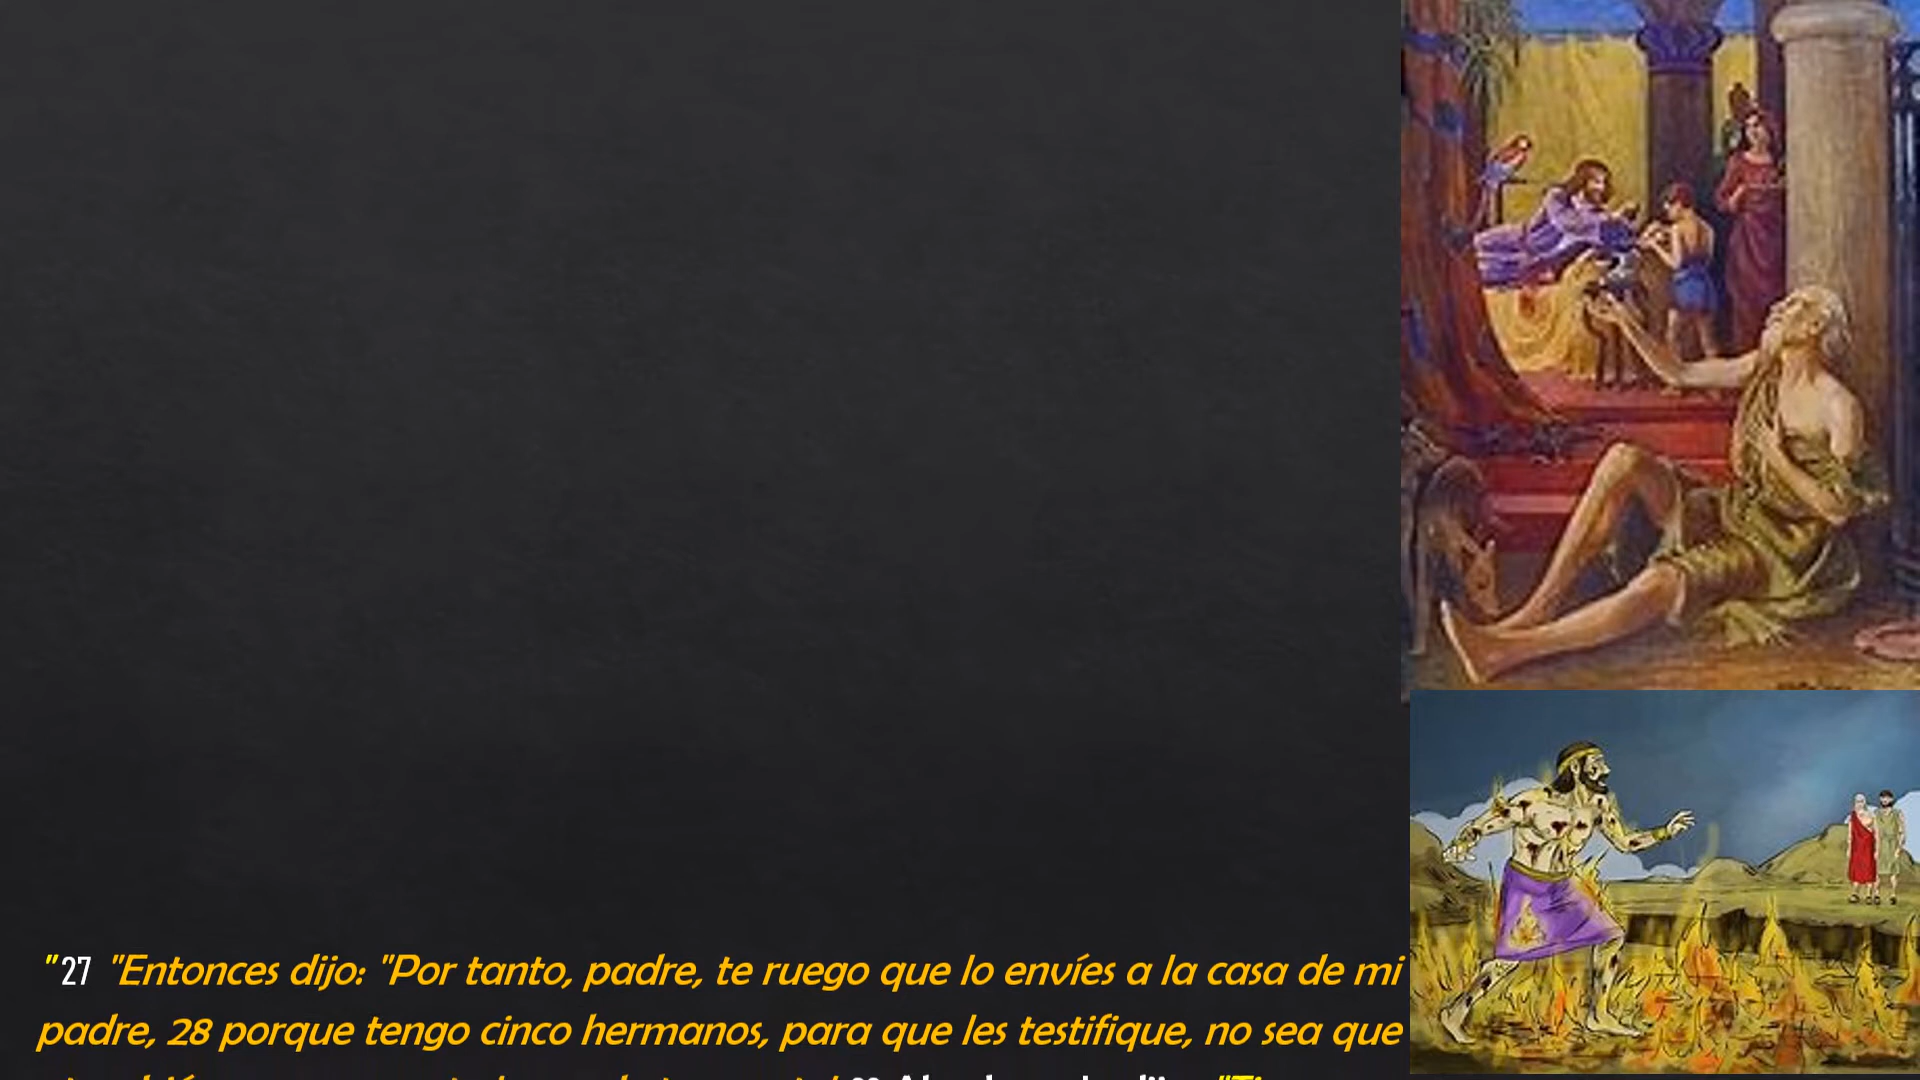 "27 "Entonces dijo: "Por tanto, padre, te ruego que lo envíes a la casa de mi
padre, 28 porque tengo cinco hermanos, para que les testifique, no sea que